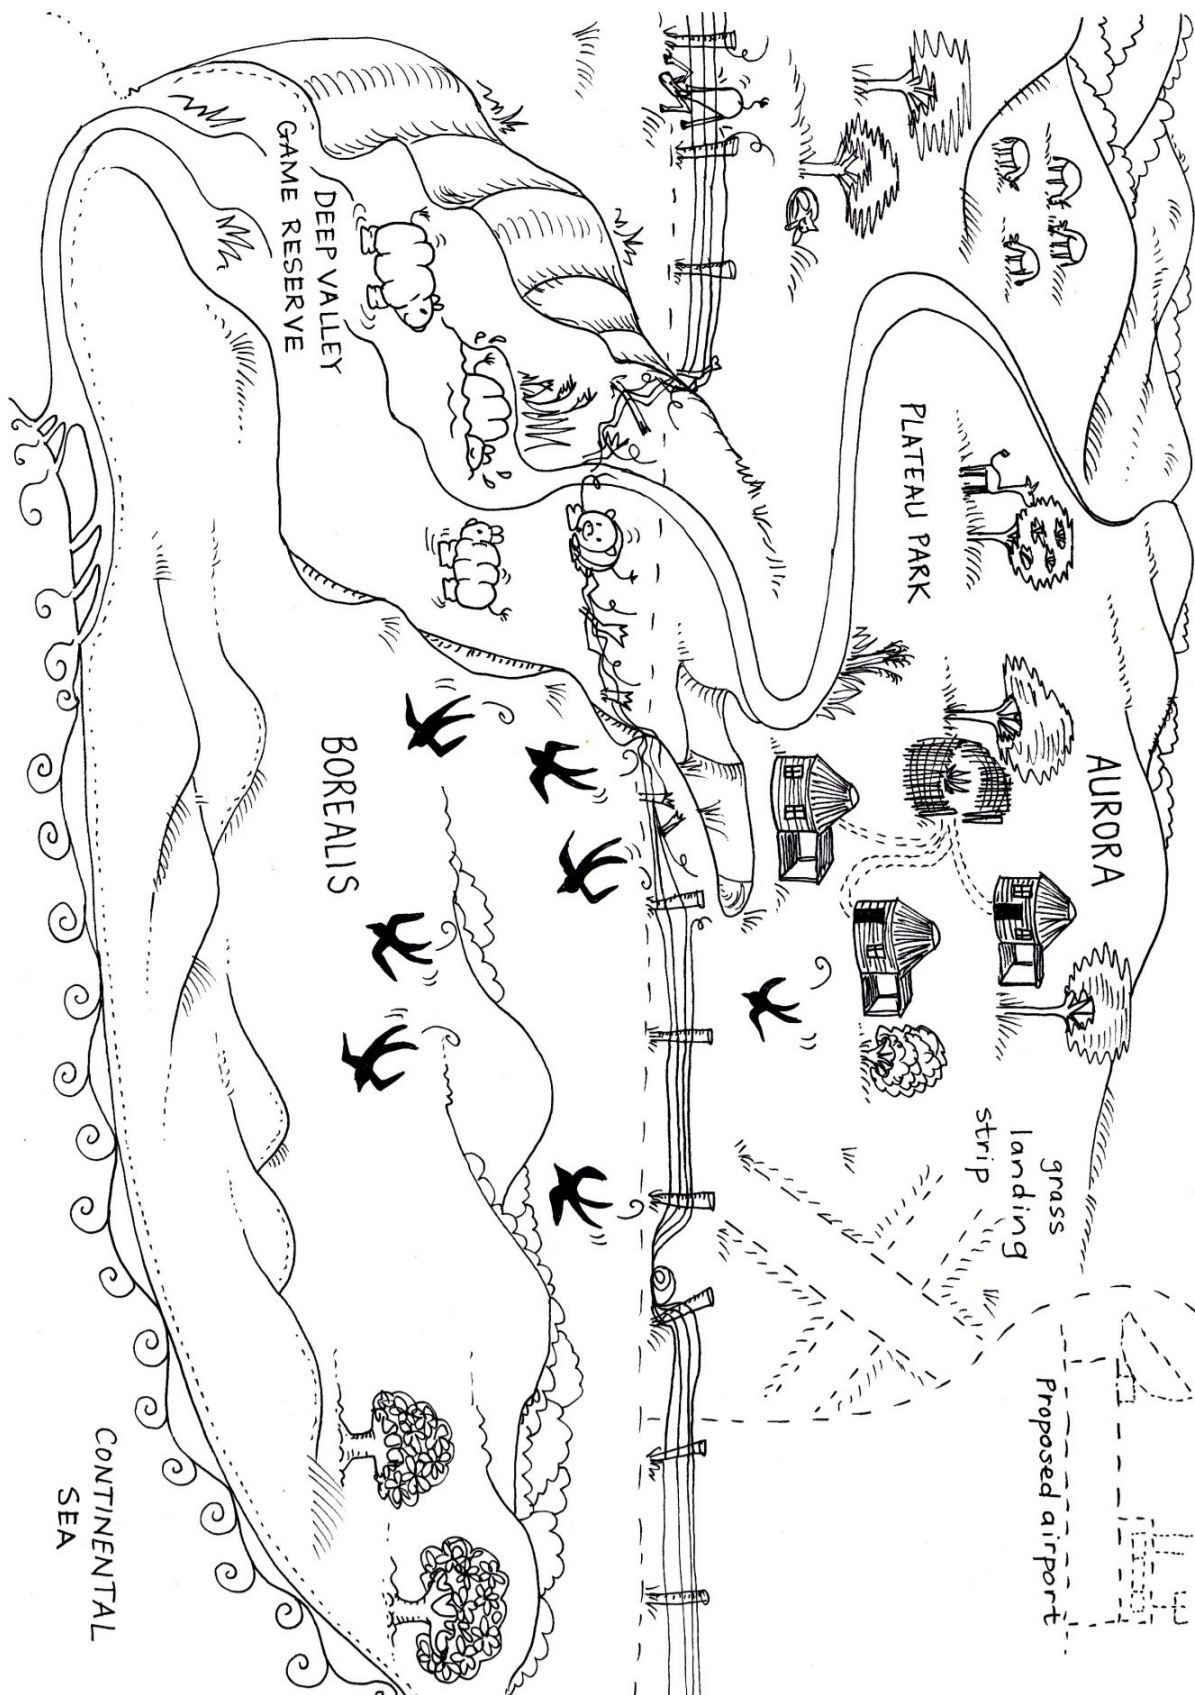 AURORA
PLATEAU PARK
grass
landing
strip
Proposed airport
DEEP VALLEY
GAME RESERVE
BOREALIS
CONTINENTAL
SEA